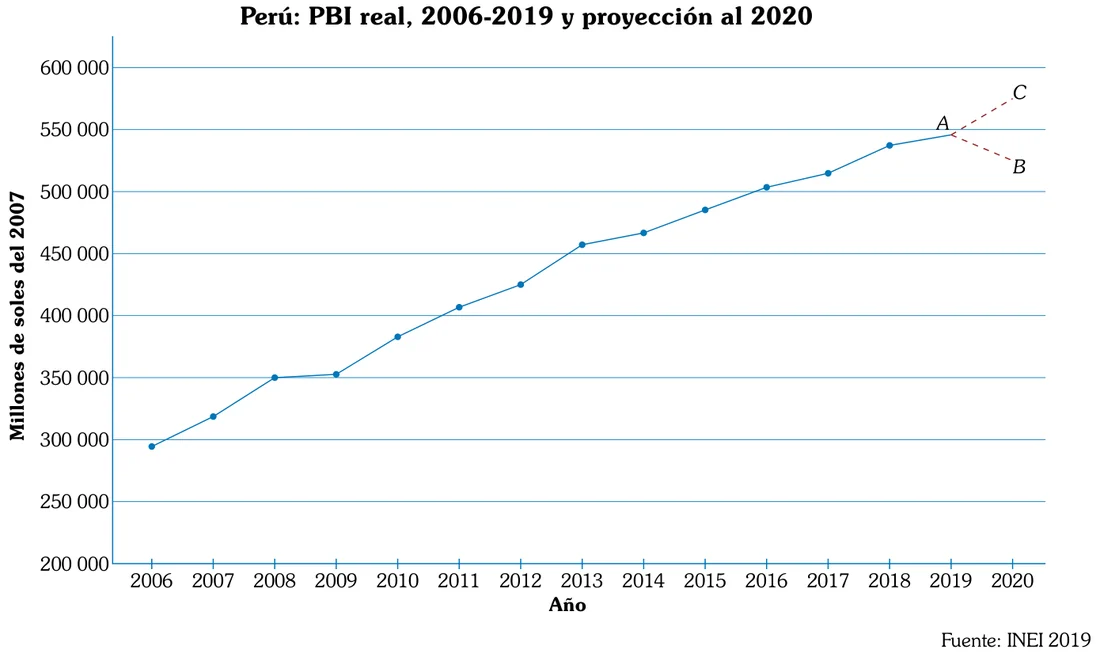 Perú: PBI real, 2006-2019 y proyección al 2020
Millones de soles del 2007
600 000
550 000
500 000
450 000
400 000
350 000
300 000
250 000
200 000
A
C
B
2006 2007 2008 2009 2010 2011 2012 2013 2014 2015 2016 2017 2018 2019 2020
Año
Fuente: INEI 2019